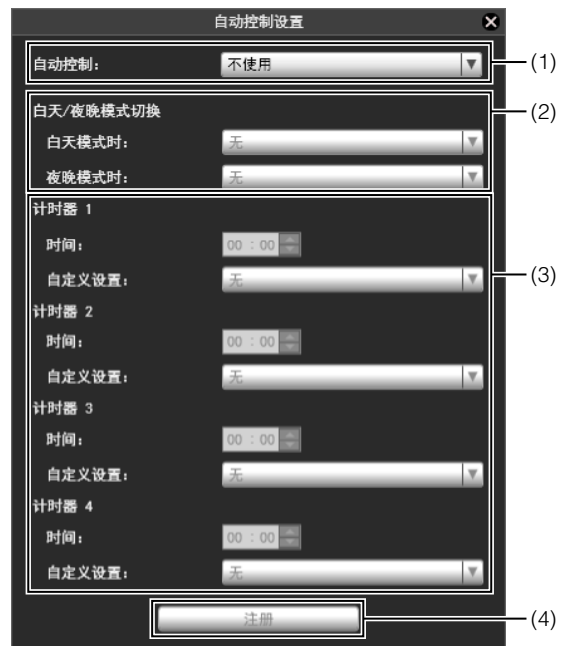 自动控制设置
自动控制： 不使用 (1)
白天/夜晚模式切换 (2)
白天模式时： 无
夜晚模式时： 无
计时器 1
时间： 00 : 00
自定义设置： 无 (3)
计时器 2
时间： 00 : 00
自定义设置： 无
计时器 3
时间： 00 : 00
自定义设置： 无
计时器 4
时间： 00 : 00
自定义设置： 无
注册 (4)